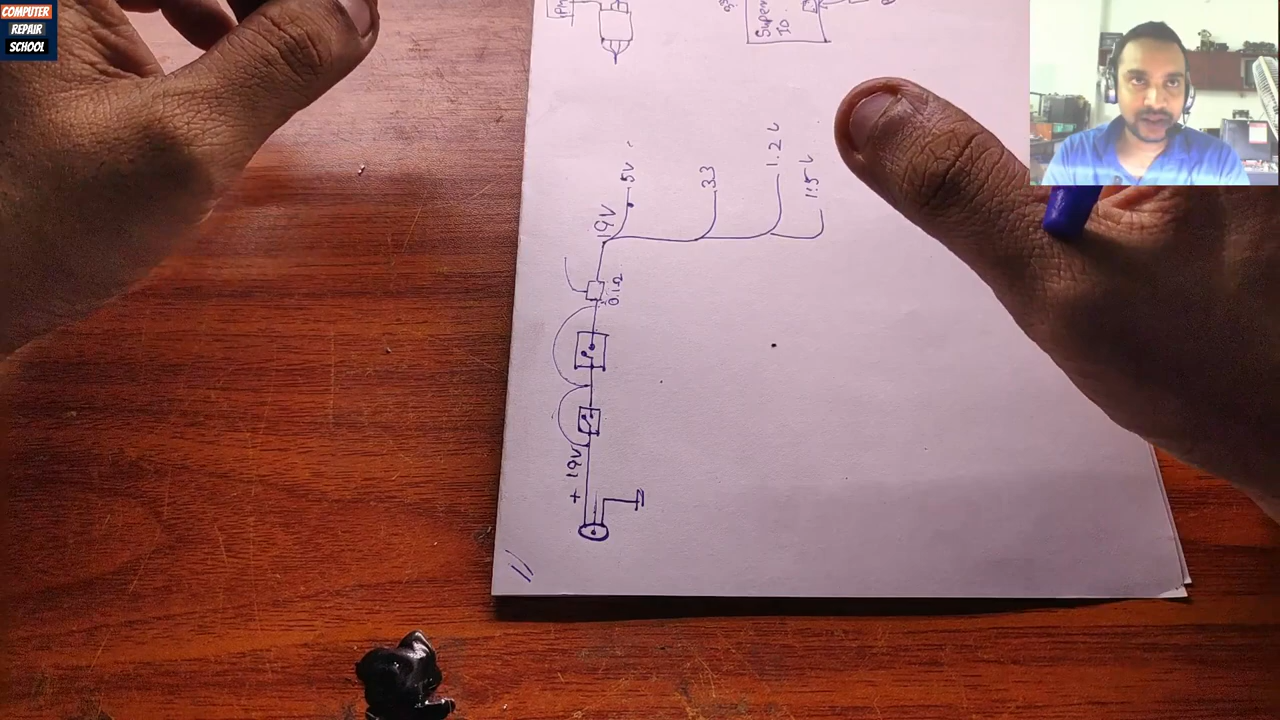 COMPUTER
REPAIR
SCHOOL
Super
IO
5V
19V
3.3
1.2V
1.5V
0.1Ω
+ 19V